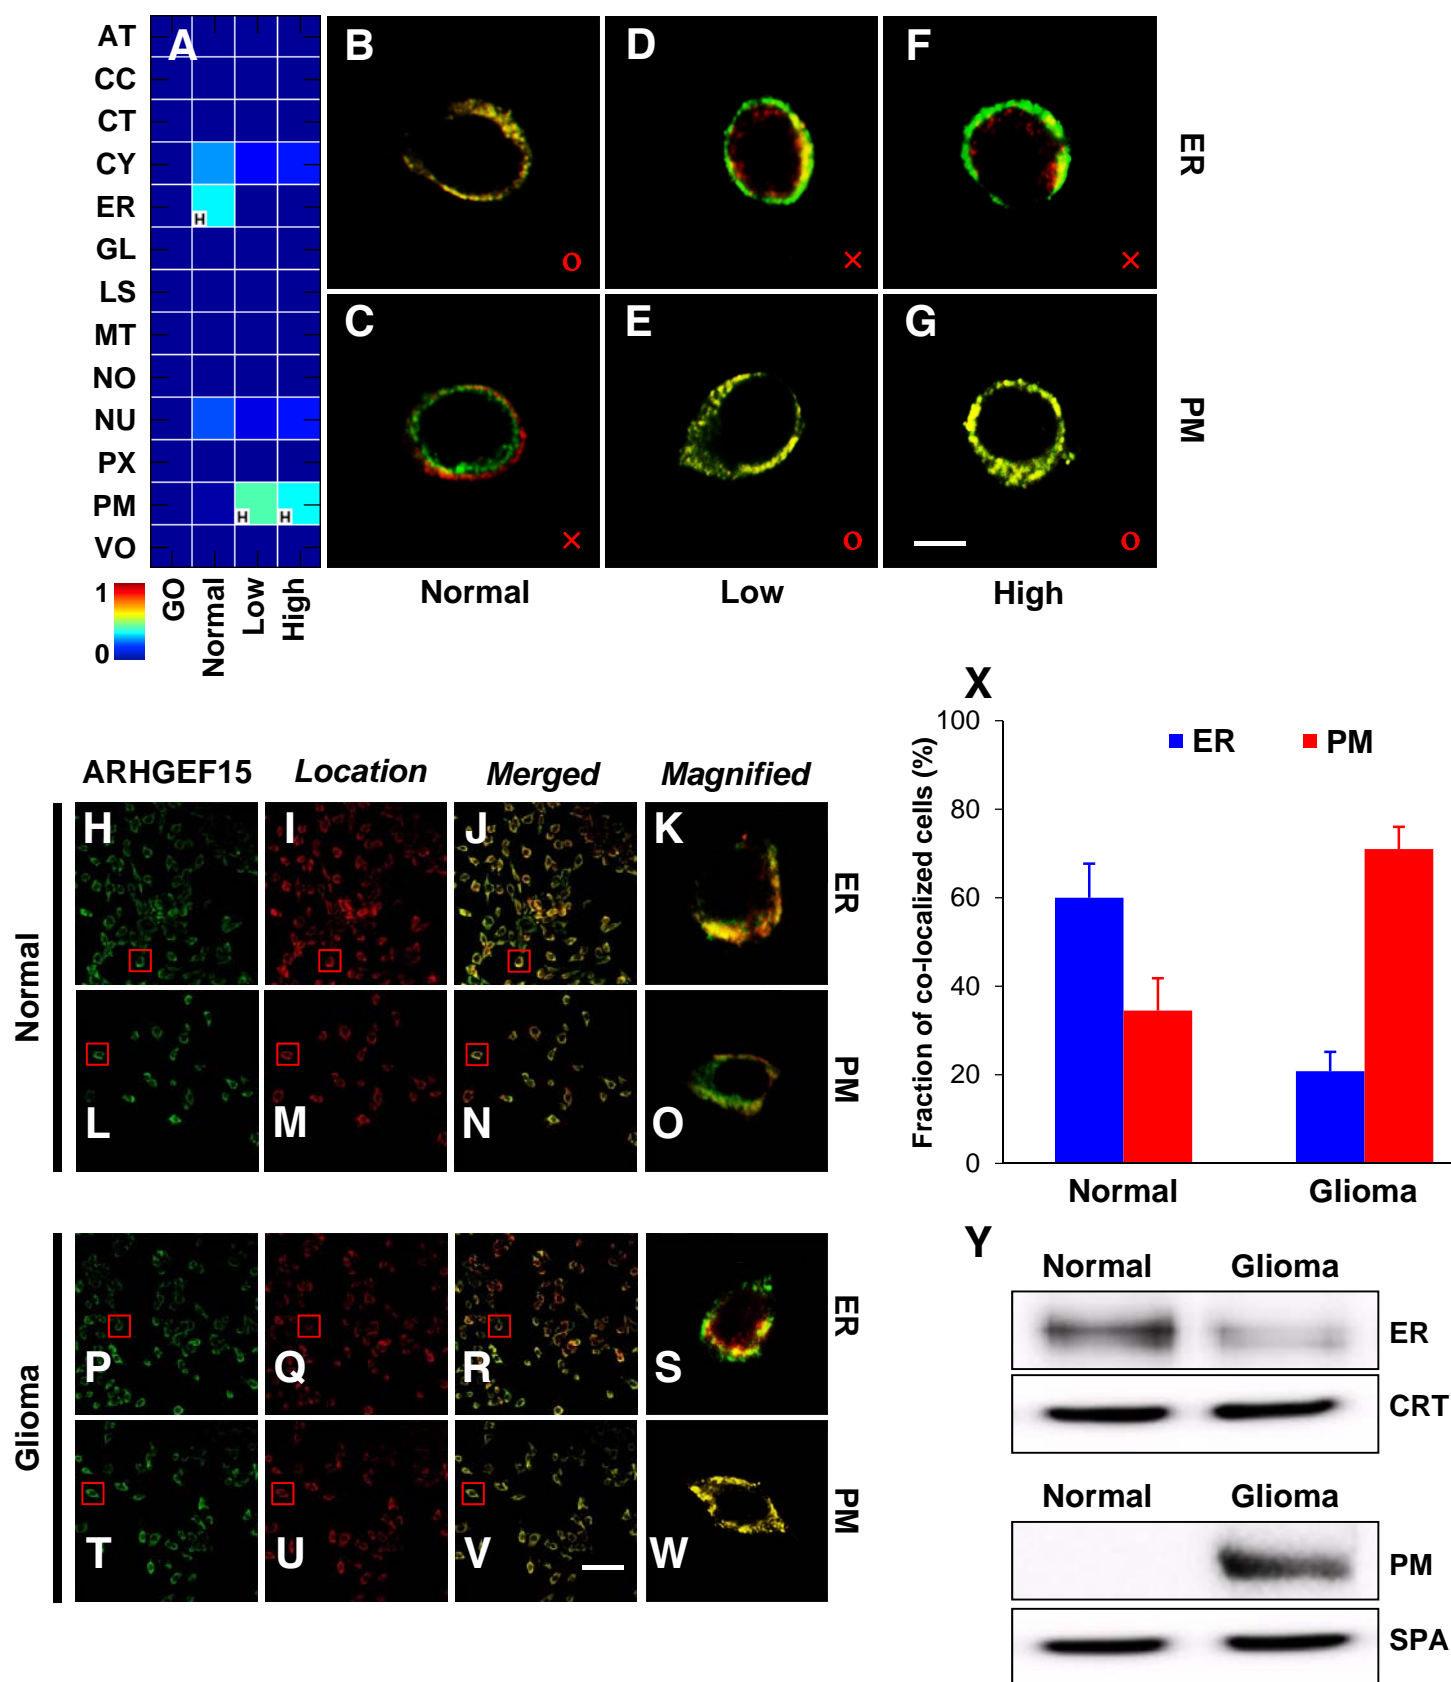 A
AT
CC
CT
CY
ER
GL
LS
MT
NO
NU
PX
PM
VO
H
H H
1
0
GO Normal Low High
B D F
ER
o × ×
C E G
PM
× o o
Normal Low High
ARHGEF15 Location Merged Magnified
Normal
H I J K
ER
L M N O
PM
Glioma
P Q R S
ER
T U V W
PM
X
Fraction of co-localized cells (%)
100
80
60
40
20
0
ER PM
Normal Glioma
Y
Normal Glioma
ER
CRT
Normal Glioma
PM
SPA